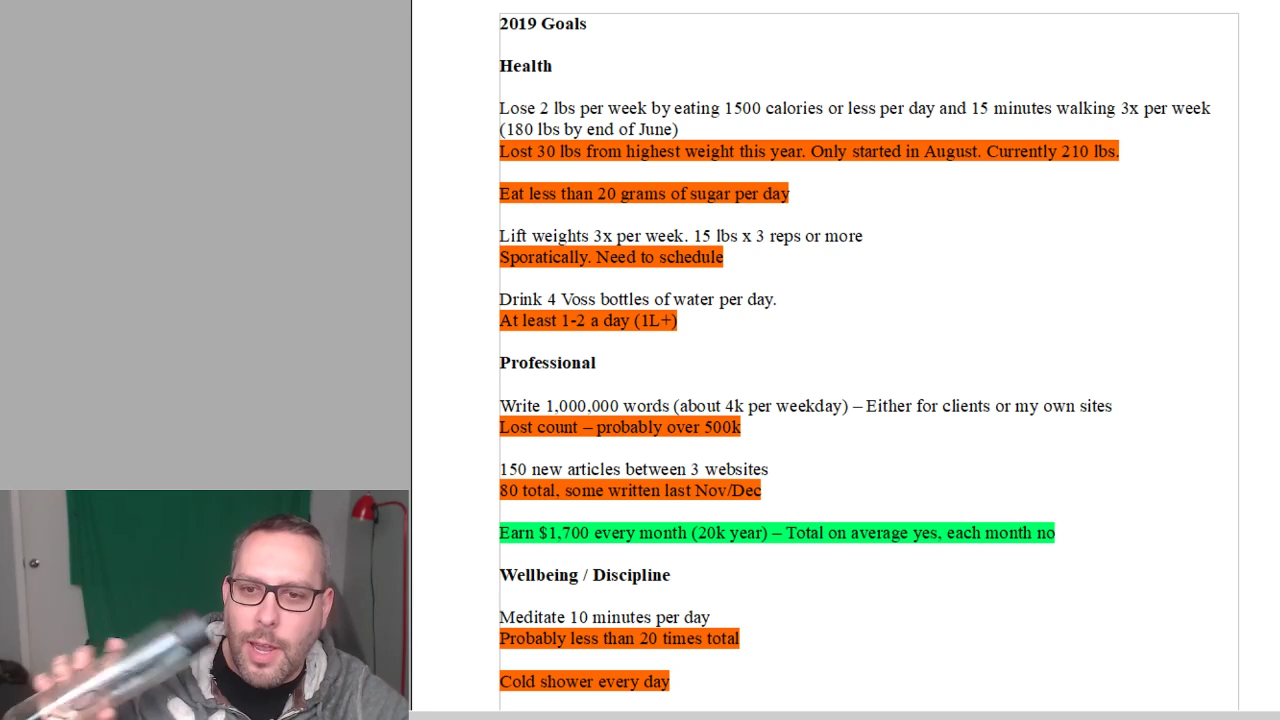 2019 Goals
Health
Lose 2 lbs per week by eating 1500 calories or less per day and 15 minutes walking 3x per week
(180 lbs by end of June)
Lost 30 lbs from highest weight this year. Only started in August. Currently 210 lbs.
Eat less than 20 grams of sugar per day
Lift weights 3x per week. 15 lbs x 3 reps or more
Sporatically. Need to schedule
Drink 4 Voss bottles of water per day.
At least 1-2 a day (1L+)
Professional
Write 1,000,000 words (about 4k per weekday) – Either for clients or my own sites
Lost count – probably over 500k
150 new articles between 3 websites
80 total, some written last Nov/Dec
Earn $1,700 every month (20k year) – Total on average yes, each month no
Wellbeing / Discipline
Meditate 10 minutes per day
Probably less than 20 times total
Cold shower every day